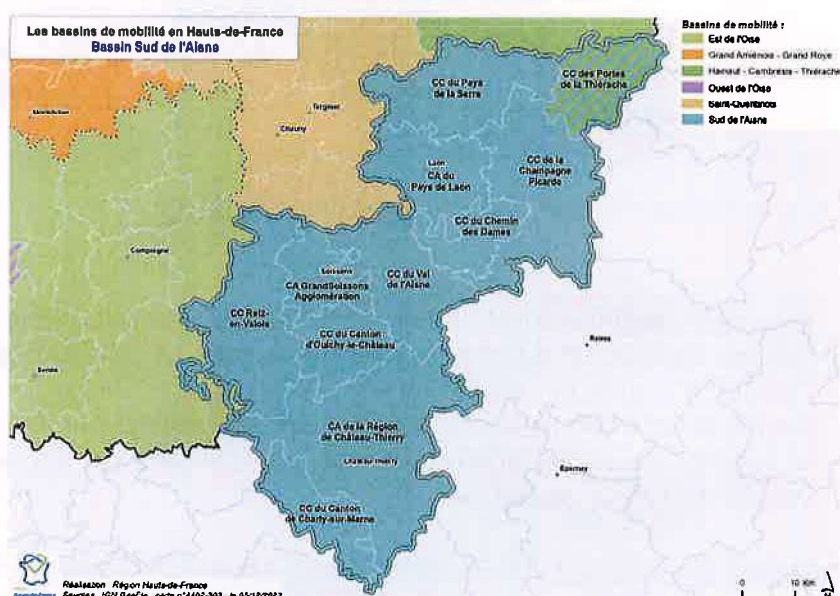 Les bassins de mobilité en Hauts-de-France
Bassin Sud de l'Aisne
Bassins de mobilité :
Est de l'Oise
Grand Amiénois - Grand Roye
Hainaut - Cambrésis - Thiérache
Ouest de l'Oise
Saint-Quentinois
Sud de l'Aisne
CC du Pays
de la Serre
CC des Portes
de la Thiérache
Montdidier
Tergnier
Chauny
Laon
CA du
Pays de Laon
CC de la
Champagne
Picarde
CC du Chemin
des Dames
Compiègne
Soissons
CA GrandSoissons
Agglomération
CC du Val
de l'Aisne
CC Retz-
en-Valois
CC du Canton
d'Oulchy-le-Château
Reims
Senlis
CA de la Région
de Château-Thierry
Château-Thierry
Epernay
CC du Canton
de Charly-sur-Marne
Réalisation : Région Hauts-de-France
0 10 Km